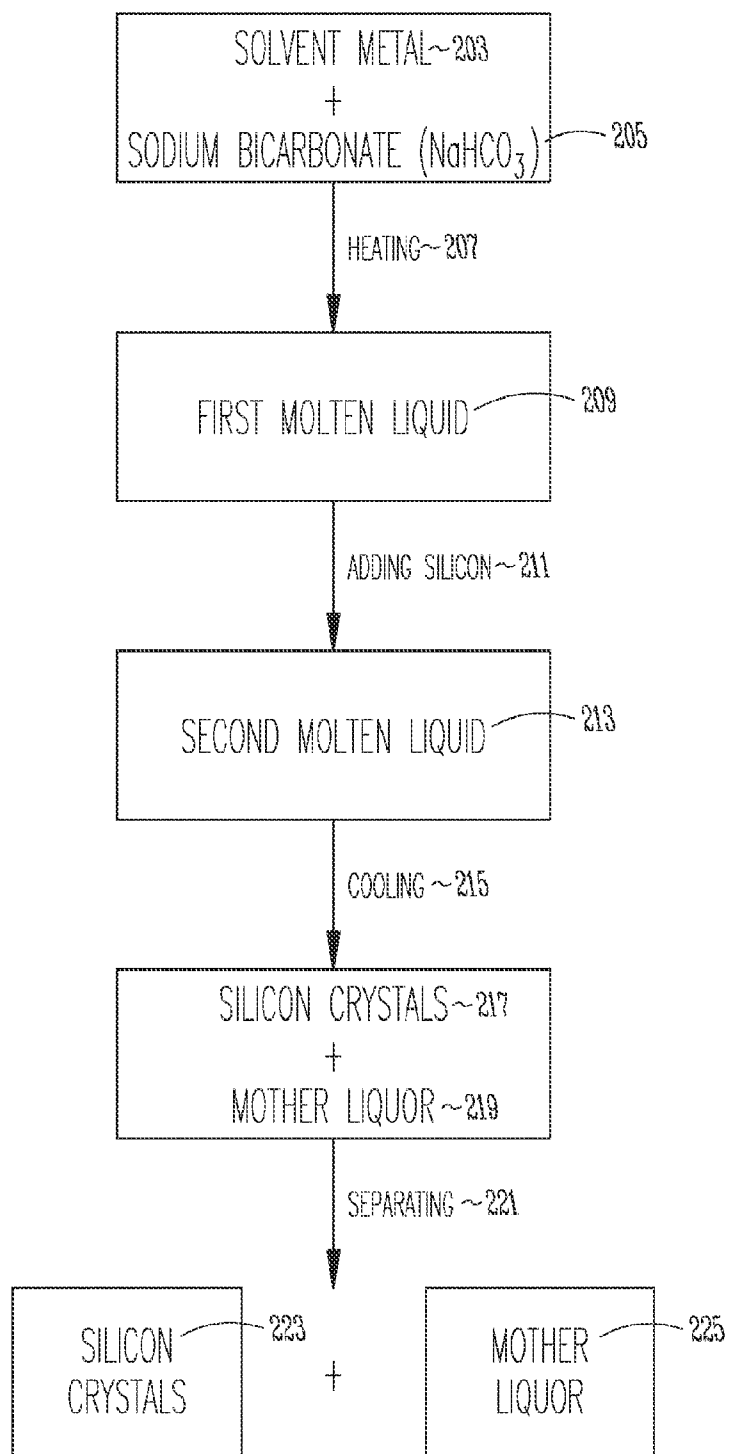 SOLVENT METAL~203
+
SODIUM BICARBONATE (NaHCO3)
205
HEATING~207
FIRST MOLTEN LIQUID
209
ADDING SILICON~211
SECOND MOLTEN LIQUID
213
COOLING~215
SILICON CRYSTALS~217
+
MOTHER LIQUOR~219
SEPARATING~221
SILICON
CRYSTALS
223
+
MOTHER
LIQUOR
225